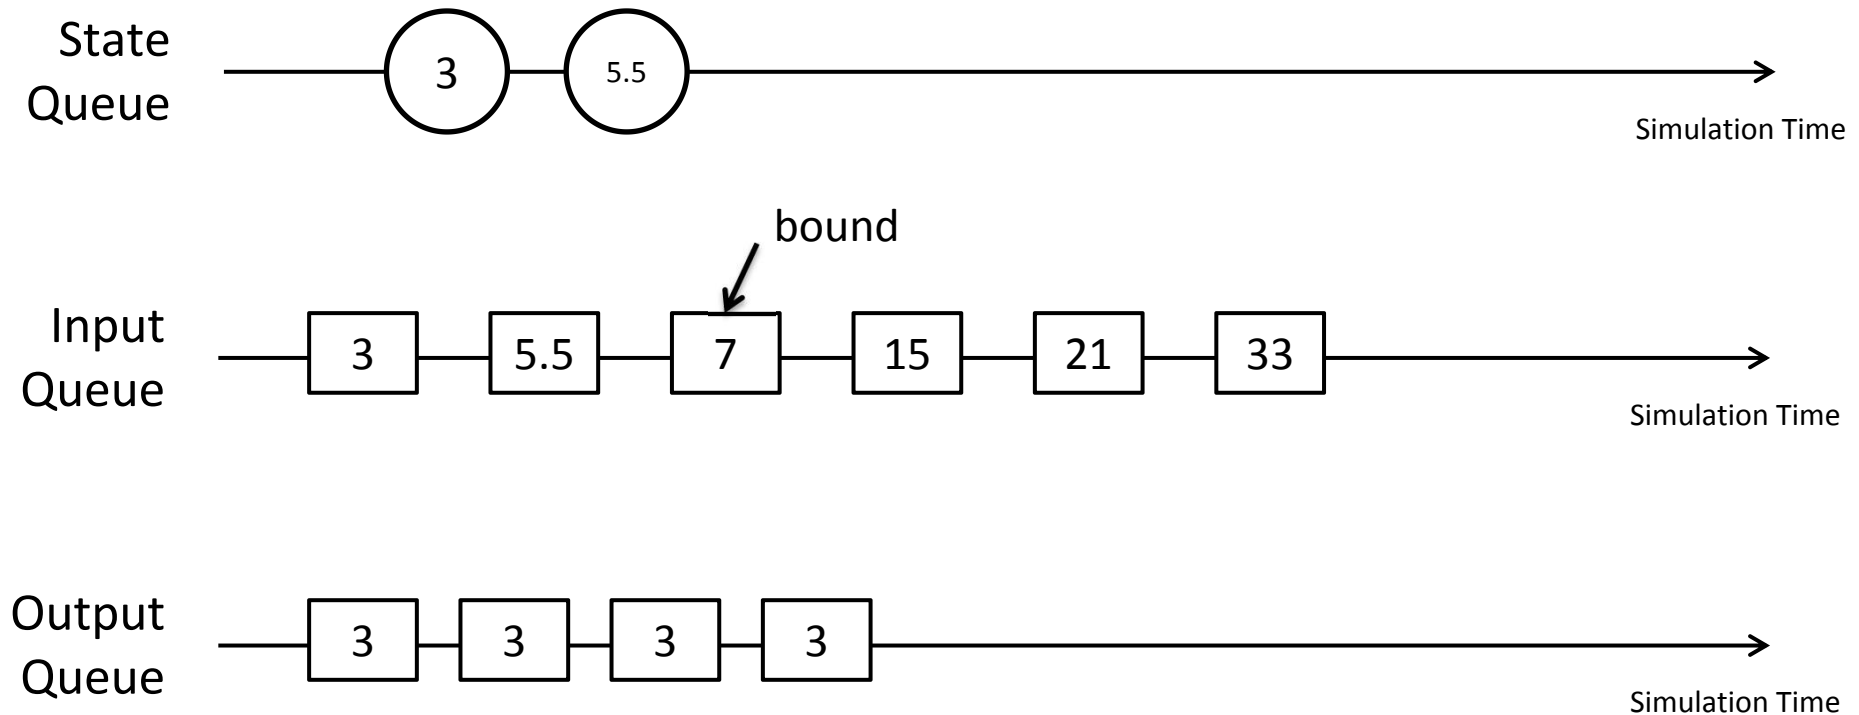 State
Queue
3 5.5
Simulation Time
bound
Input
Queue
3 5.5 7 15 21 33
Simulation Time
Output
Queue
3 3 3 3
Simulation Time